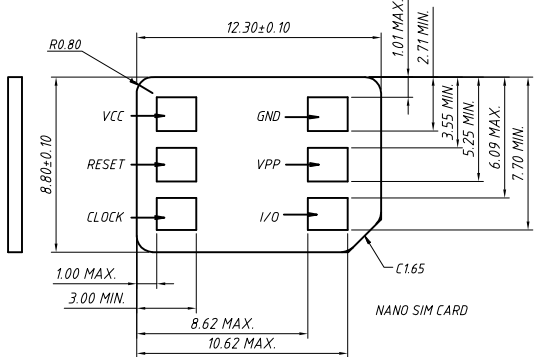 12.30±0.10
1.01 MAX.
2.71 MIN.
R0.80
VCC
GND
3.55 MIN.
5.25 MIN.
6.09 MAX.
7.70 MIN.
8.80±0.10
RESET
VPP
CLOCK
I/O
C1.65
1.00 MAX.
3.00 MIN.
NANO SIM CARD
8.62 MAX.
10.62 MAX.